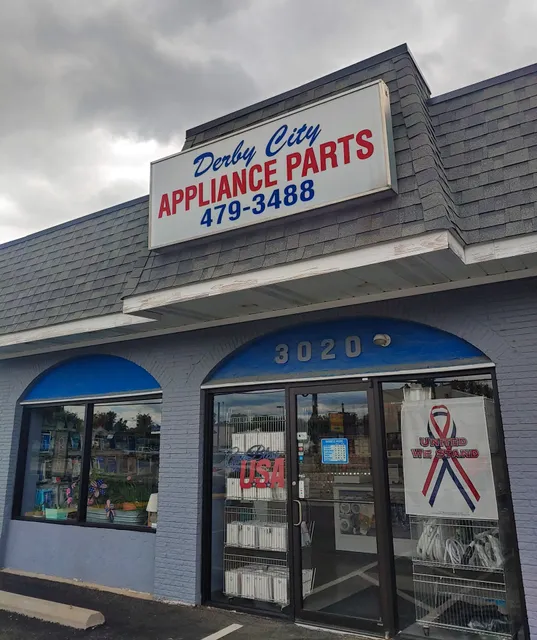 Derby City
APPLIANCE PARTS
479-3488
3020
USA
UNITED
WE STAND